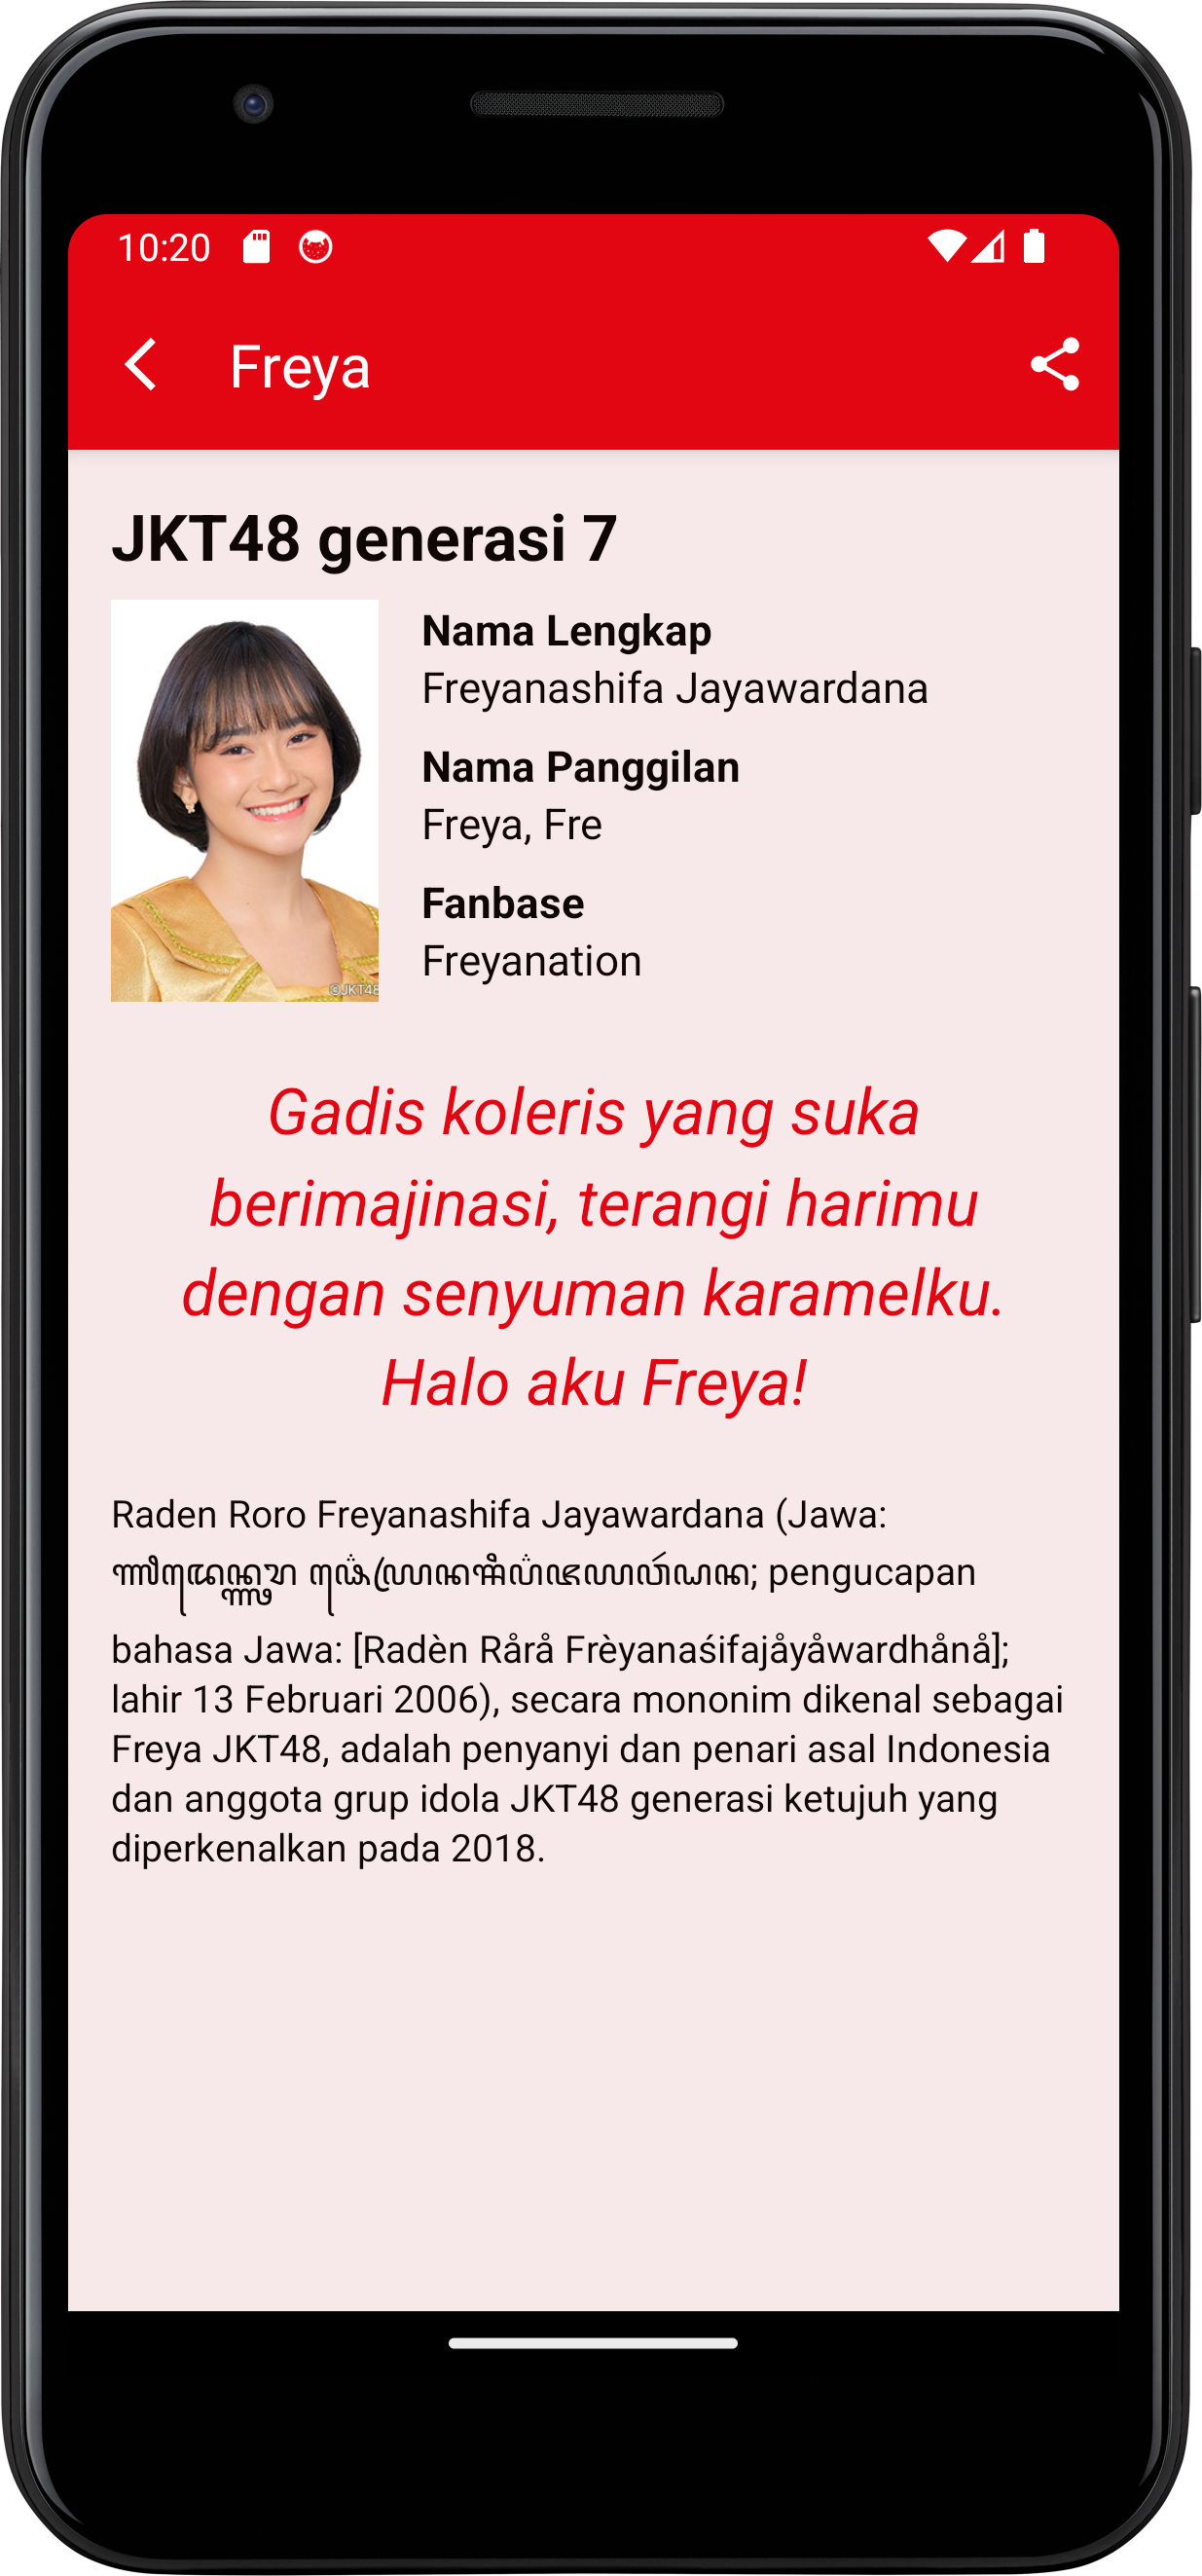 10:20
Freya
JKT48 generasi 7
Nama Lengkap
Freyanashifa Jayawardana
Nama Panggilan
Freya, Fre
Fanbase
Freyanation
©JKT48
Gadis koleris yang suka
berimajinasi, terangi harimu
dengan senyuman karamelku.
Halo aku Freya!
Raden Roro Freyanashifa Jayawardana (Jawa:
; pengucapan
bahasa Jawa: [Radèn Rårå Frèyanaśifajåyåwardhånå];
lahir 13 Februari 2006), secara mononim dikenal sebagai
Freya JKT48, adalah penyanyi dan penari asal Indonesia
dan anggota grup idola JKT48 generasi ketujuh yang
diperkenalkan pada 2018.